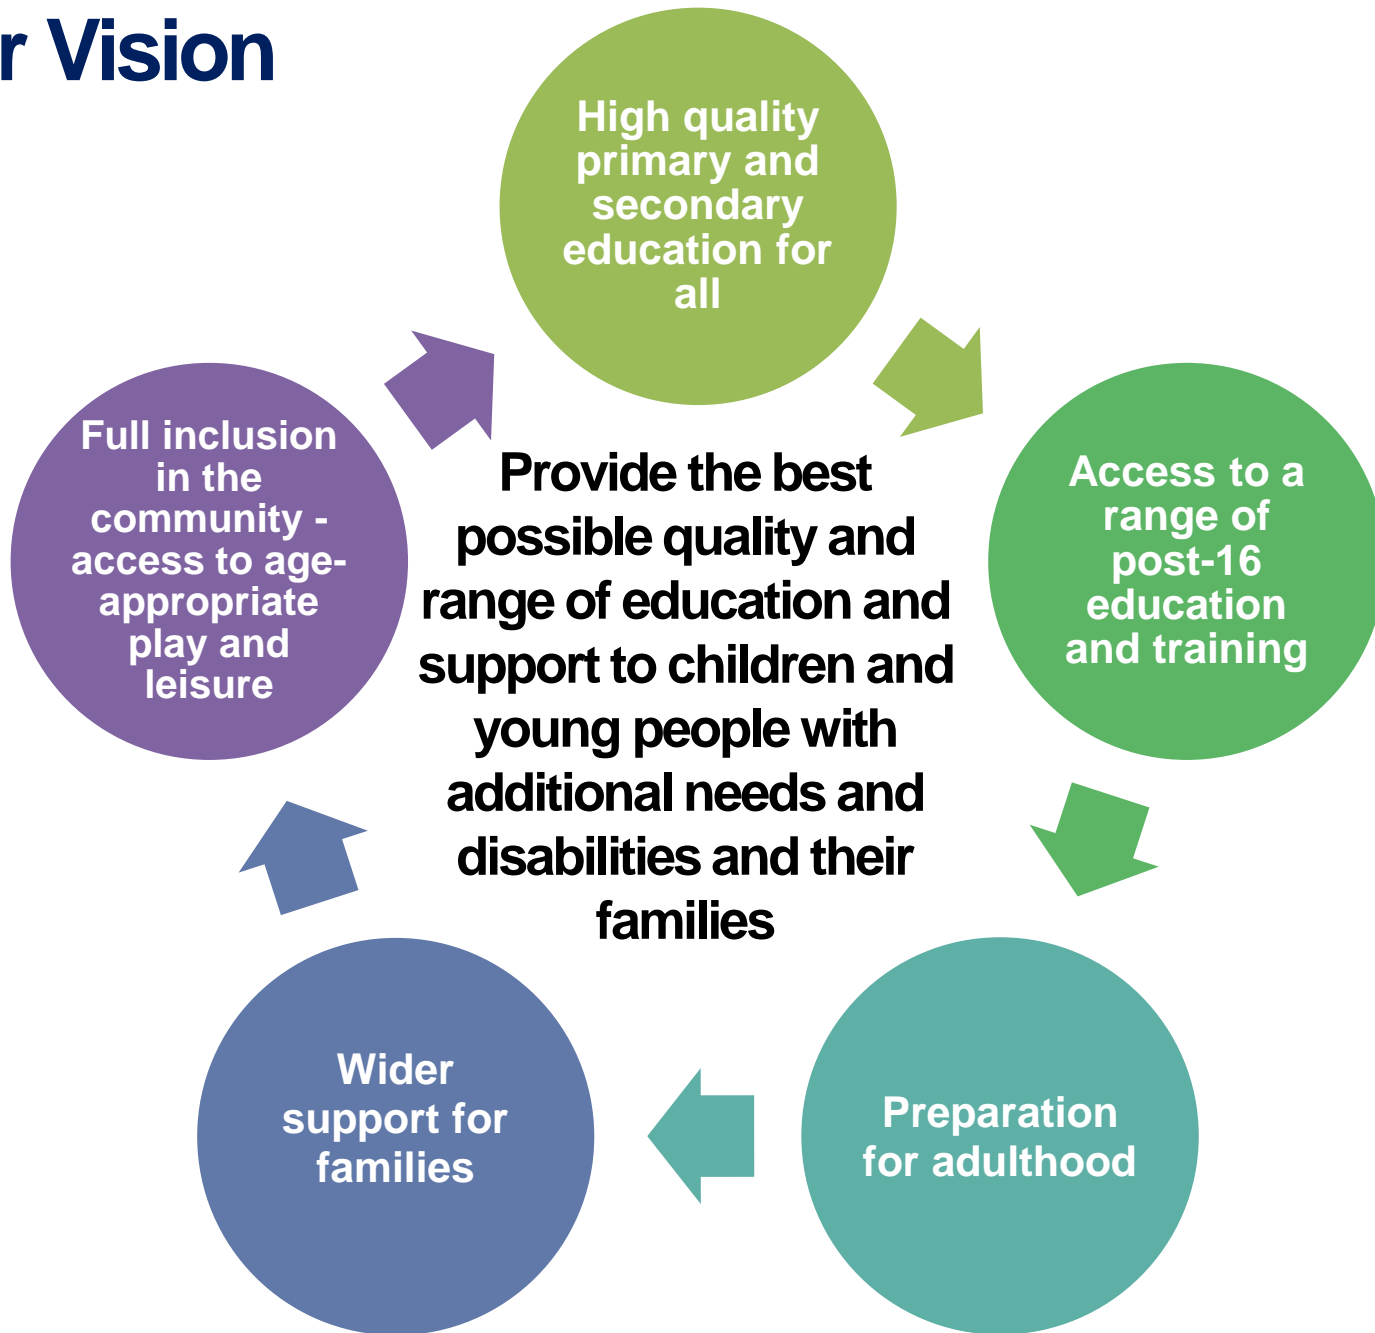 r Vision
High quality
primary and
secondary
education for
all
Access to a
range of
post-16
education
and training
Preparation
for adulthood
Wider
support for
families
Full inclusion
in the
community -
access to age-
appropriate
play and
leisure
Provide the best
possible quality and
range of education and
support to children and
young people with
additional needs and
disabilities and their
families